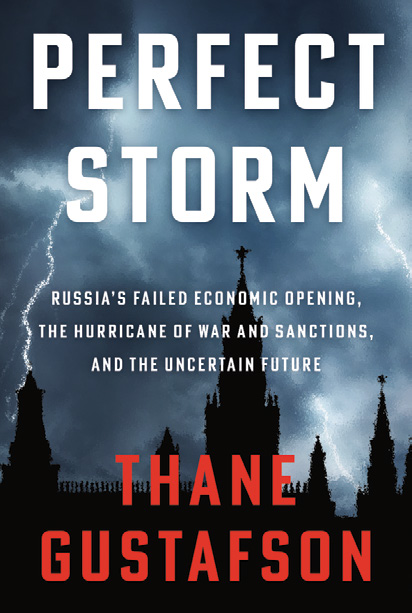 PERFECT
STORM
RUSSIA'S FAILED ECONOMIC OPENING,
THE HURRICANE OF WAR AND SANCTIONS,
AND THE UNCERTAIN FUTURE
THANE
GUSTAFSON